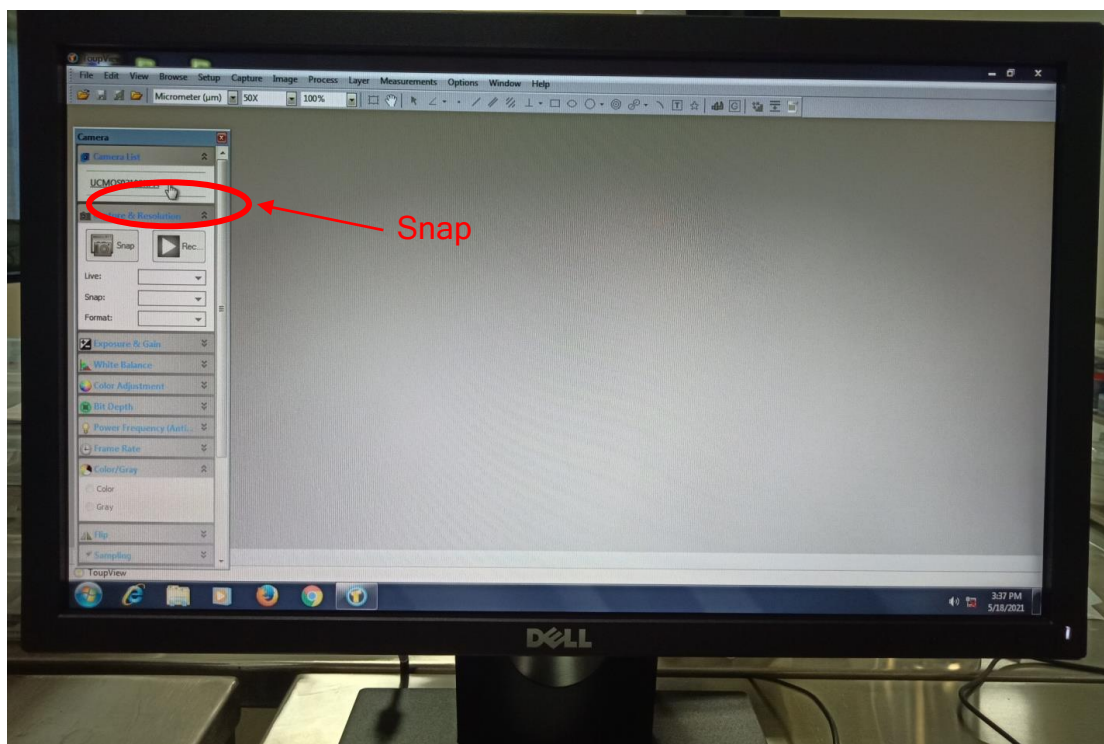 ToupView
File Edit View Browse Setup Capture Image Process Layer Measurements Options Window Help
Micrometer (µm) 50X 100%
Camera
Camera List
Snap
& Resolution
Snap Rec...
Live:
Snap:
Format:
Exposure & Gain
White Balance
Color Adjustment
Bit Depth
Power Frequency (Anti...
Frame Rate
Color/Gray
Color
Gray
Flip
Sampling
ToupView
3:37 PM
5/18/2021
DELL